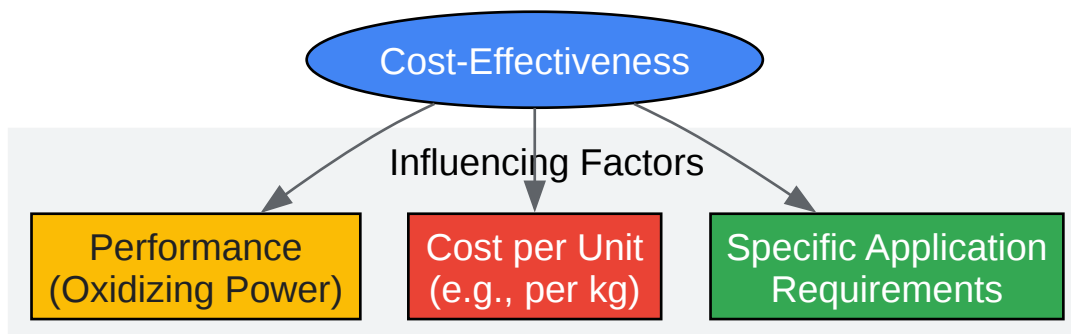 Cost-Effectiveness
Influencing Factors
Performance
(Oxidizing Power)
Cost per Unit
(e.g., per kg)
Specific Application
Requirements